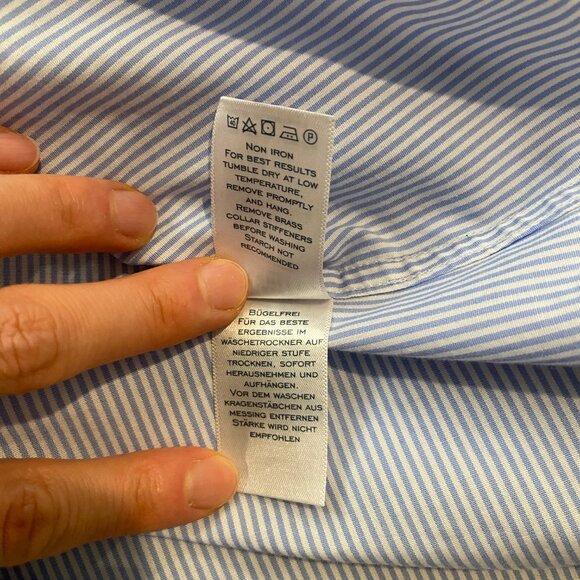 40 P
NON IRON
FOR BEST RESULTS
TUMBLE DRY AT LOW
TEMPERATURE,
REMOVE PROMPTLY
AND HANG.
REMOVE BRASS
COLLAR STIFFENERS
BEFORE WASHING
STARCH NOT
RECOMMENDED
BÜGELFREI
FÜR DAS BESTE
ERGEBNISSE IM
WÄSCHETROCKNER AUF
NIEDRIGER STUFE
TROCKNEN, SOFORT
HERAUSNEHMEN UND
AUFHÄNGEN.
VOR DEM WASCHEN
KRAGENSTÄBCHEN AUS
MESSING ENTFERNEN
STÄRKE WIRD NICHT
EMPFOHLEN